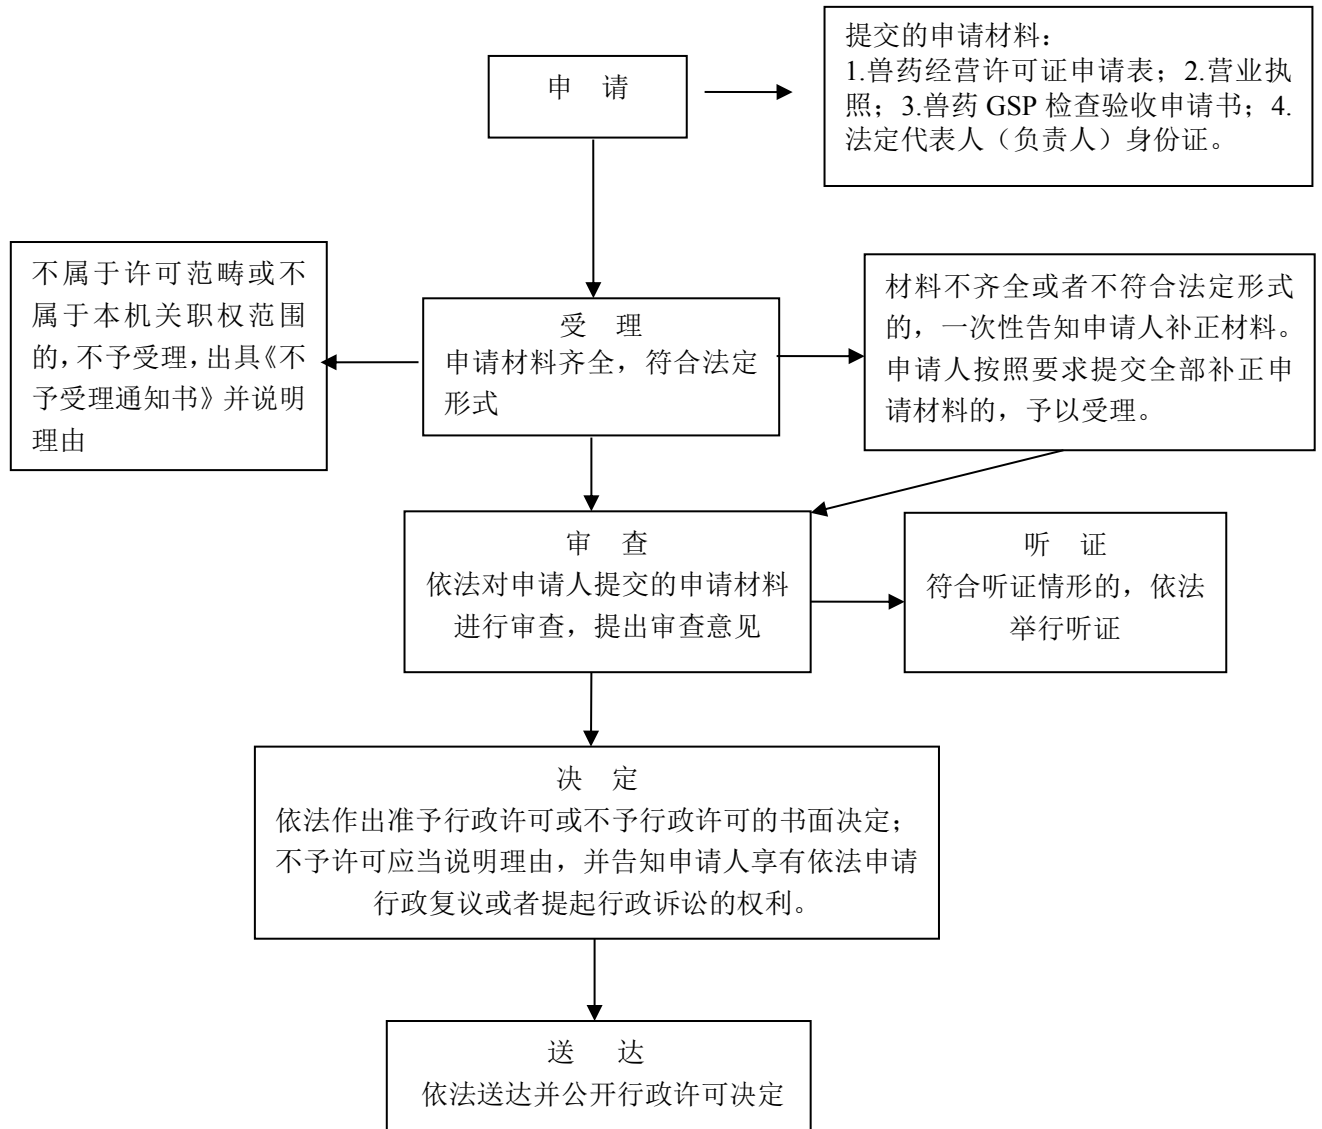 申 请
提交的申请材料：
1.兽药经营许可证申请表；2.营业执
照；3.兽药 GSP 检查验收申请书；4.
法定代表人（负责人）身份证。
不属于许可范畴或不
属于本机关职权范围
的，不予受理，出具《不
予受理通知书》并说明
理由
受 理
申请材料齐全，符合法定
形式
材料不齐全或者不符合法定形式
的，一次性告知申请人补正材料。
申请人按照要求提交全部补正申
请材料的，予以受理。
审 查
依法对申请人提交的申请材料
进行审查，提出审查意见
听 证
符合听证情形的，依法
举行听证
决 定
依法作出准予行政许可或不予行政许可的书面决定；
不予许可应当说明理由，并告知申请人享有依法申请
行政复议或者提起行政诉讼的权利。
送 达
依法送达并公开行政许可决定